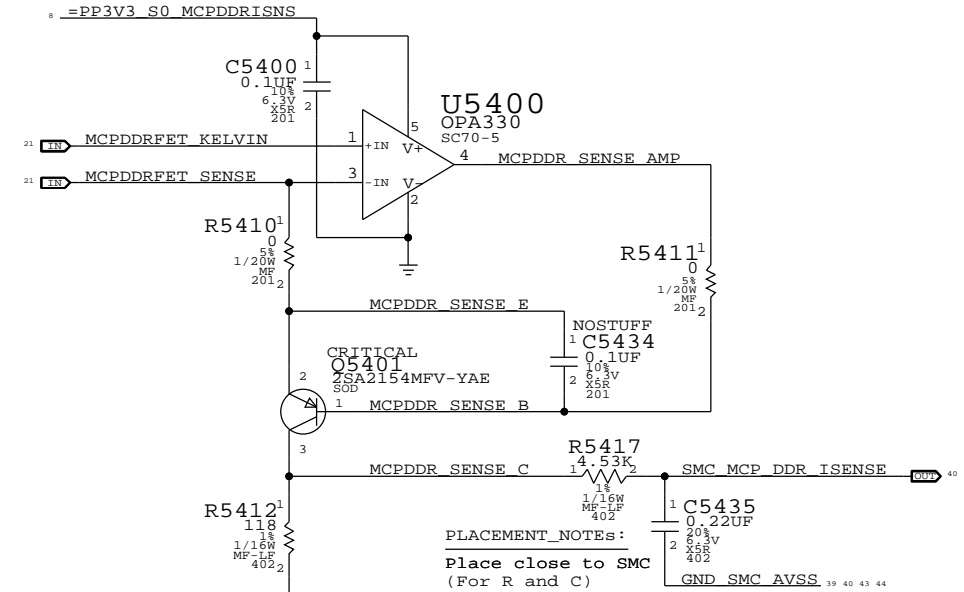 8 =PP3V3_S0_MCPDDRISNS
C5400 1
0.1UF
10%
6.3V 2
X5R
201
U5400
OPA330
SC70-5
5
21 IN MCPDDRFET_KELVIN 1 +IN V+
4 MCPDDR_SENSE_AMP
21 IN MCPDDRFET_SENSE 3 -IN V-
2
R5410 1
0
5%
1/20W
MF
201 2
R5411 1
0
5%
1/20W
MF
201 2
MCPDDR_SENSE_E
NOSTUFF
1 C5434
0.1UF
10%
2 6.3V
X5R
201
CRITICAL
Q5401
2SA2154MFV-YAE
SOD
2
1 MCPDDR_SENSE_B
3
R5417
MCPDDR_SENSE_C 1 4.53K 2 SMC_MCP_DDR_ISENSE OUT 40
1%
1/16W
MF-LF
402
R5412 1
118
1%
1/16W
MF-LF
402 2
1 C5435
0.22UF
20%
2 6.3V
X5R
402
PLACEMENT_NOTEs:
Place close to SMC
(For R and C)
GND_SMC_AVSS 39 40 43 44